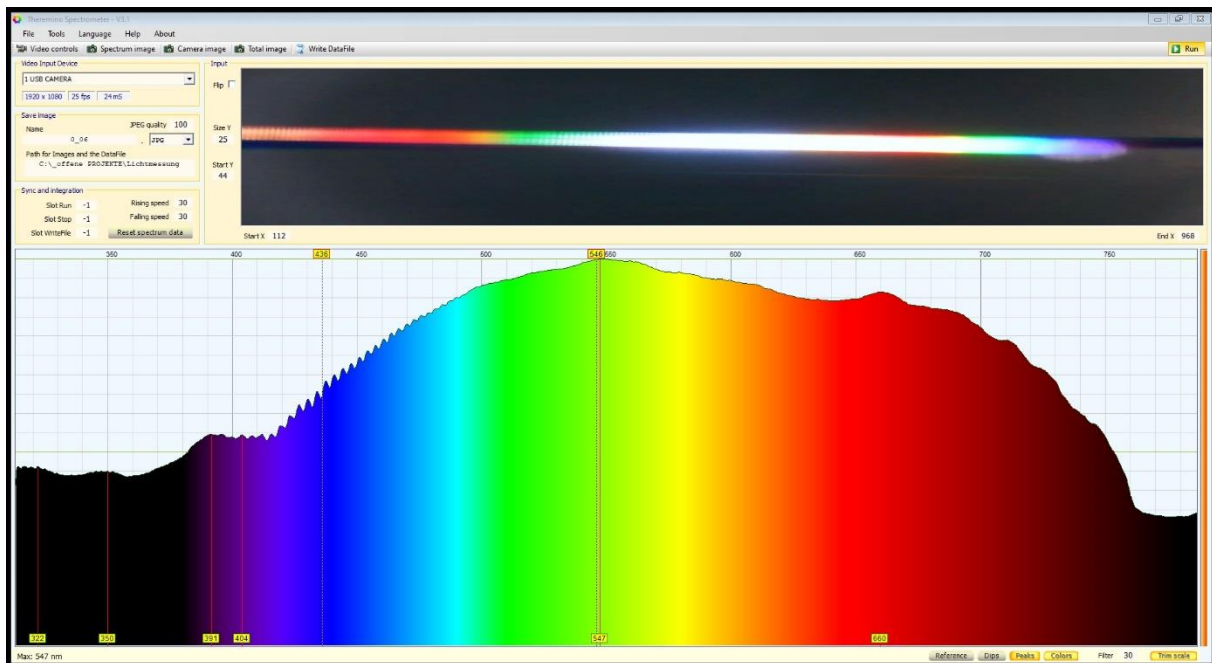 Theremino Spectrometer - V3.1
File Tools Language Help About
Video controls Spectrum image Camera image Total image Write DataFile Run
Video Input Device
1 USB CAMERA
1920 x 1080 25 fps 24 mS
Save Image
Name JPEG quality 100
0_06 . JPG
Path for Images and the DataFile
C:\_offene PROJEKTE\Lichtmessung
Sync and integration
Slot Run -1 Rising speed 30
Slot Stop -1 Falling speed 30
Slot WriteFile -1 Reset spectrum data
Input
Flip
Size Y
25
Start Y
44
Start X 112 End X 968
350 400 436 450 500 546 550 600 650 700 750
322 350 391 404 547 660
Max: 547 nm Reference Dips Peaks Colors Filter 30 Trim scale